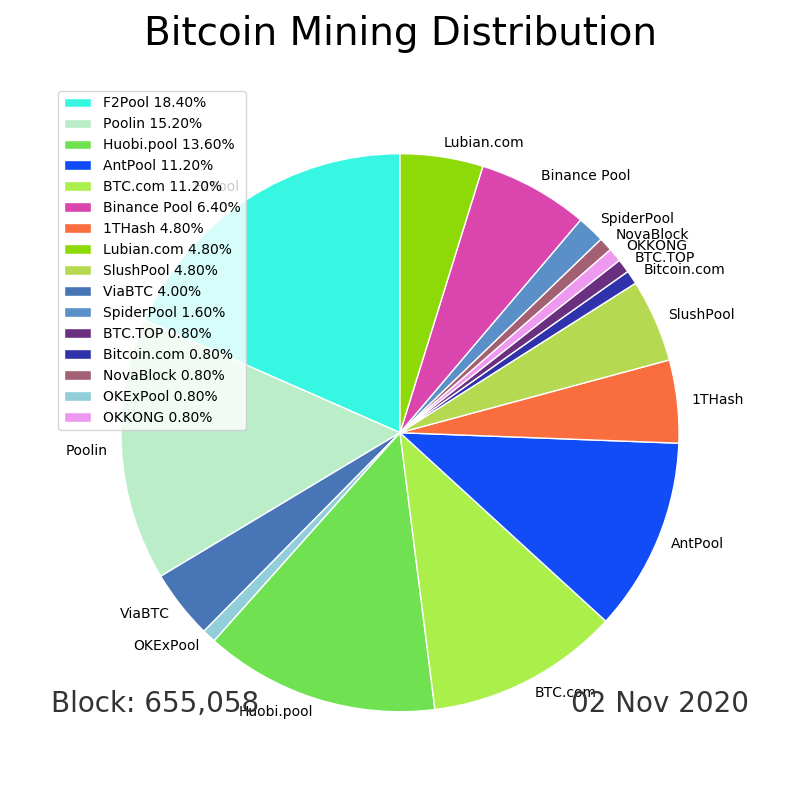 Bitcoin Mining Distribution
F2Pool 18.40%
Poolin 15.20%
Huobi.pool 13.60%
AntPool 11.20%
BTC.com 11.20%
Binance Pool 6.40%
1THash 4.80%
Lubian.com 4.80%
SlushPool 4.80%
ViaBTC 4.00%
SpiderPool 1.60%
BTC.TOP 0.80%
Bitcoin.com 0.80%
NovaBlock 0.80%
OKExPool 0.80%
OKKONG 0.80%
Lubian.com
Binance Pool
SpiderPool
NovaBlock
OKKONG
BTC.TOP
Bitcoin.com
SlushPool
1THash
AntPool
BTC.com
Huobi.pool
OKExPool
ViaBTC
Poolin
Block: 655,058
02 Nov 2020